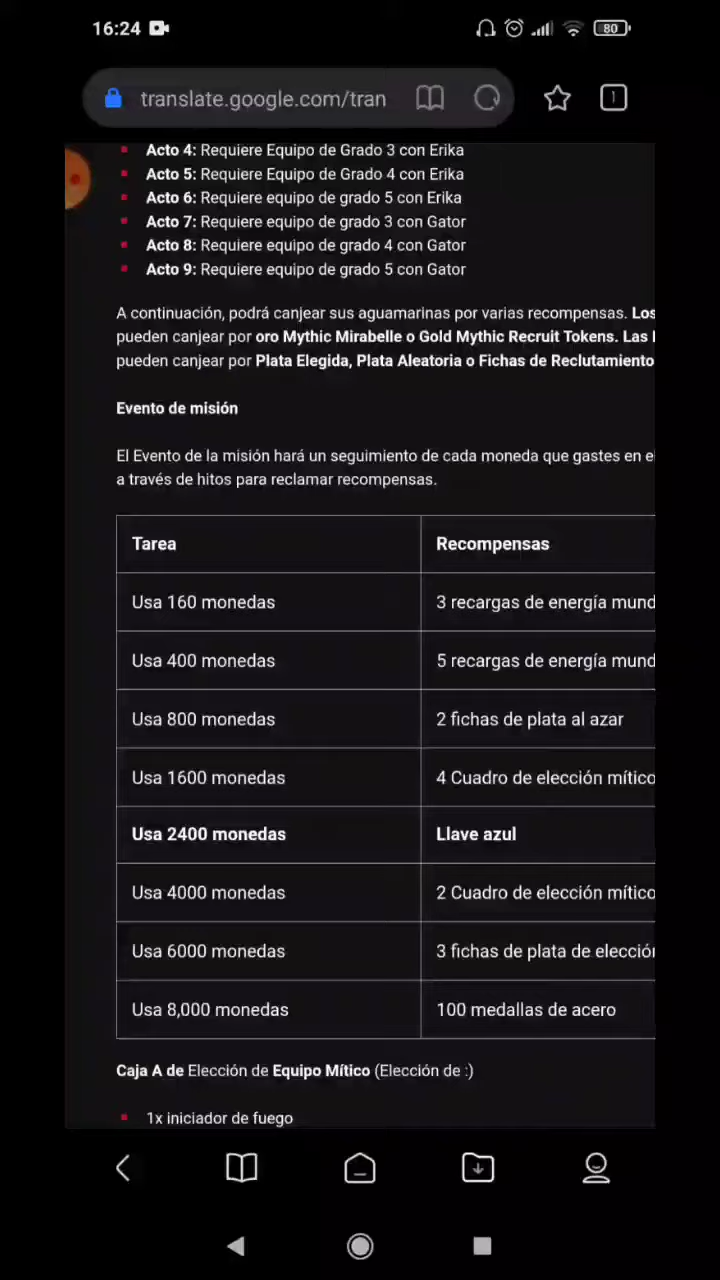 16:24
80
translate.google.com/tran
1
Acto 4: Requiere Equipo de Grado 3 con Erika
Acto 5: Requiere Equipo de Grado 4 con Erika
Acto 6: Requiere equipo de grado 5 con Erika
Acto 7: Requiere equipo de grado 3 con Gator
Acto 8: Requiere equipo de grado 4 con Gator
Acto 9: Requiere equipo de grado 5 con Gator
A continuación, podrá canjear sus aguamarinas por varias recompensas. Los
pueden canjear por oro Mythic Mirabelle o Gold Mythic Recruit Tokens. Las
pueden canjear por Plata Elegida, Plata Aleatoria o Fichas de Reclutamiento
Evento de misión
El Evento de la misión hará un seguimiento de cada moneda que gastes en e
a través de hitos para reclamar recompensas.
Tarea Recompensas
Usa 160 monedas 3 recargas de energía mund
Usa 400 monedas 5 recargas de energía mund
Usa 800 monedas 2 fichas de plata al azar
Usa 1600 monedas 4 Cuadro de elección mítico
Usa 2400 monedas Llave azul
Usa 4000 monedas 2 Cuadro de elección mítico
Usa 6000 monedas 3 fichas de plata de elección
Usa 8,000 monedas 100 medallas de acero
Caja A de Elección de Equipo Mítico (Elección de :)
1x iniciador de fuego